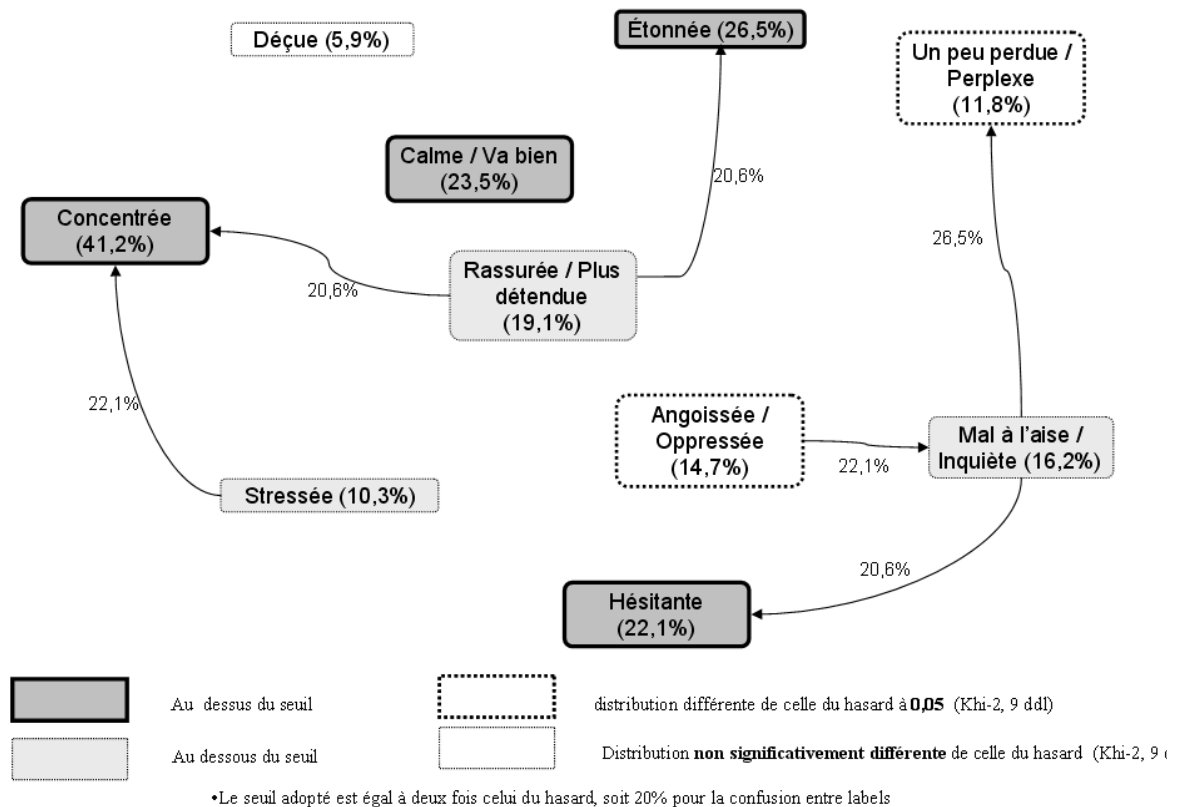 Déçue (5,9%)
Étonnée (26,5%)
Un peu perdue /
Perplexe
(11,8%)
Calme / Va bien
(23,5%)
20,6%
Concentrée
(41,2%)
26,5%
Rassurée / Plus
détendue
(19,1%)
20,6%
22,1%
Angoissée /
Oppressée
(14,7%)
Mal à l'aise /
Inquiète (16,2%)
22,1%
Stressée (10,3%)
20,6%
Hésitante
(22,1%)
Au dessus du seuil
distribution différente de celle du hasard à 0,05 (Khi-2, 9 ddl)
Au dessous du seuil
Distribution non significativement différente de celle du hasard (Khi-2, 9
•Le seuil adopté est égal à deux fois celui du hasard, soit 20% pour la confusion entre labels